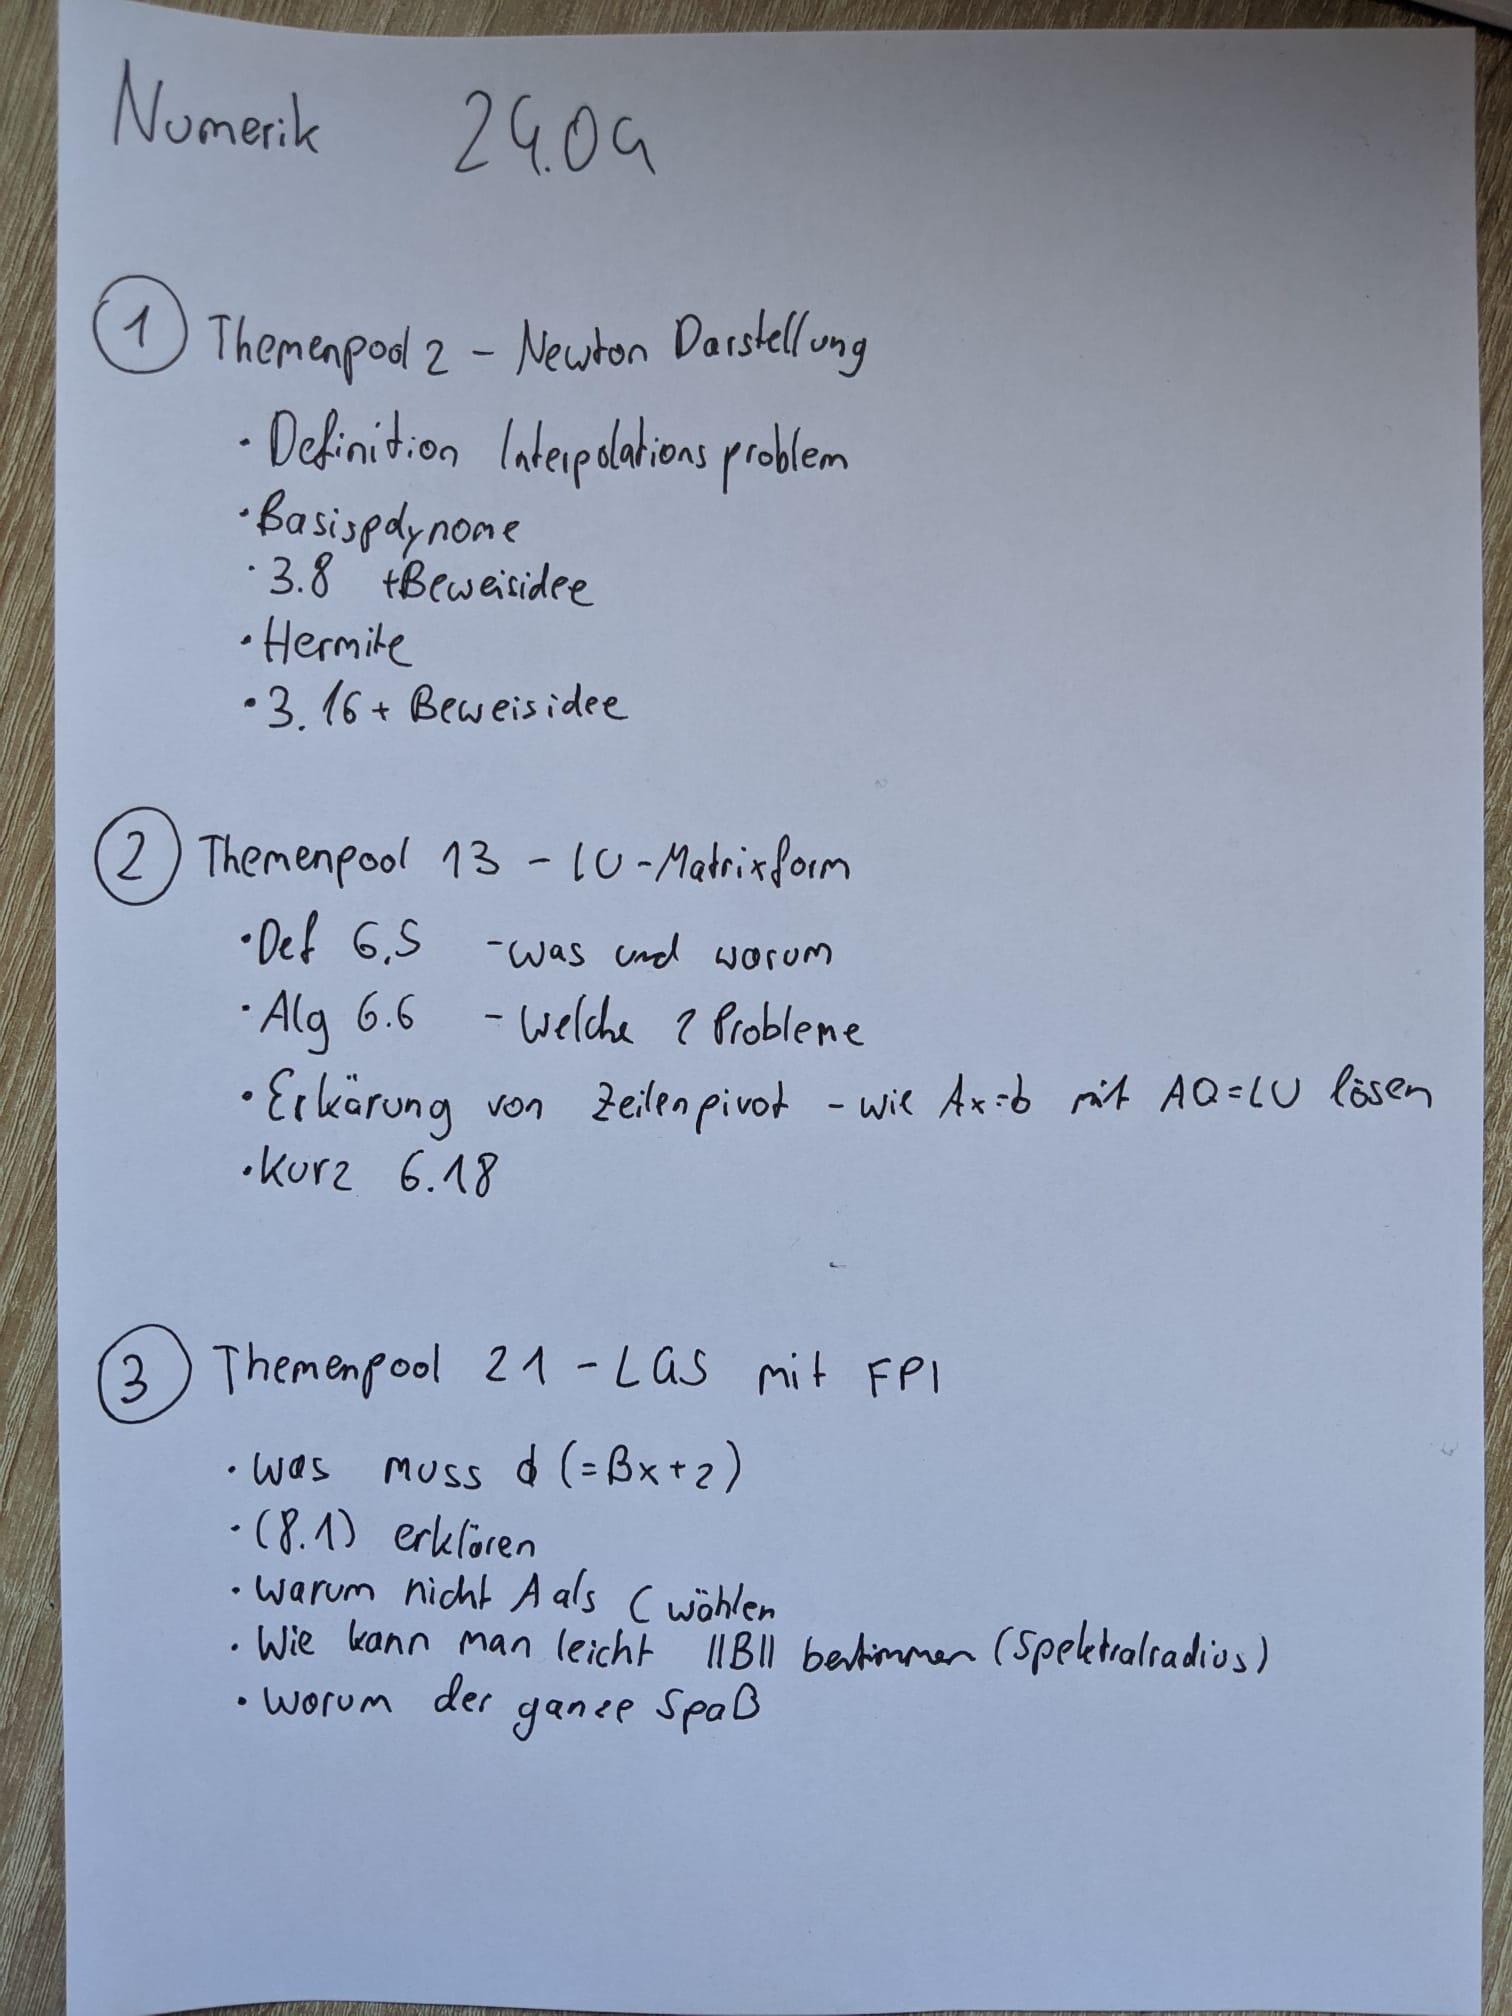 Numerik 24.04
1 Themenpool 2 - Newton Darstellung
• Definition Interpolationsproblem
• Basispolynome
• 3.8 + Beweisidee
• Hermite
• 3.16 + Beweisidee
2 Themenpool 13 - LU-Matrixform
• Def 6.5 - was und warum
• Alg 6.6 - Welche 2 Probleme
• Erkärung von Zeilenpivot - wie Ax=b mit AQ=LU lösen
• Kurz 6.18
3 Themenpool 21 - LGS mit FPI
• Was muss ϕ (=Bx+z)
• (8.1) erklären
• Warum nicht A als C wählen
• Wie kann man leicht ||B|| bestimmen (Spektralradius)
• Worum der ganze Spaß